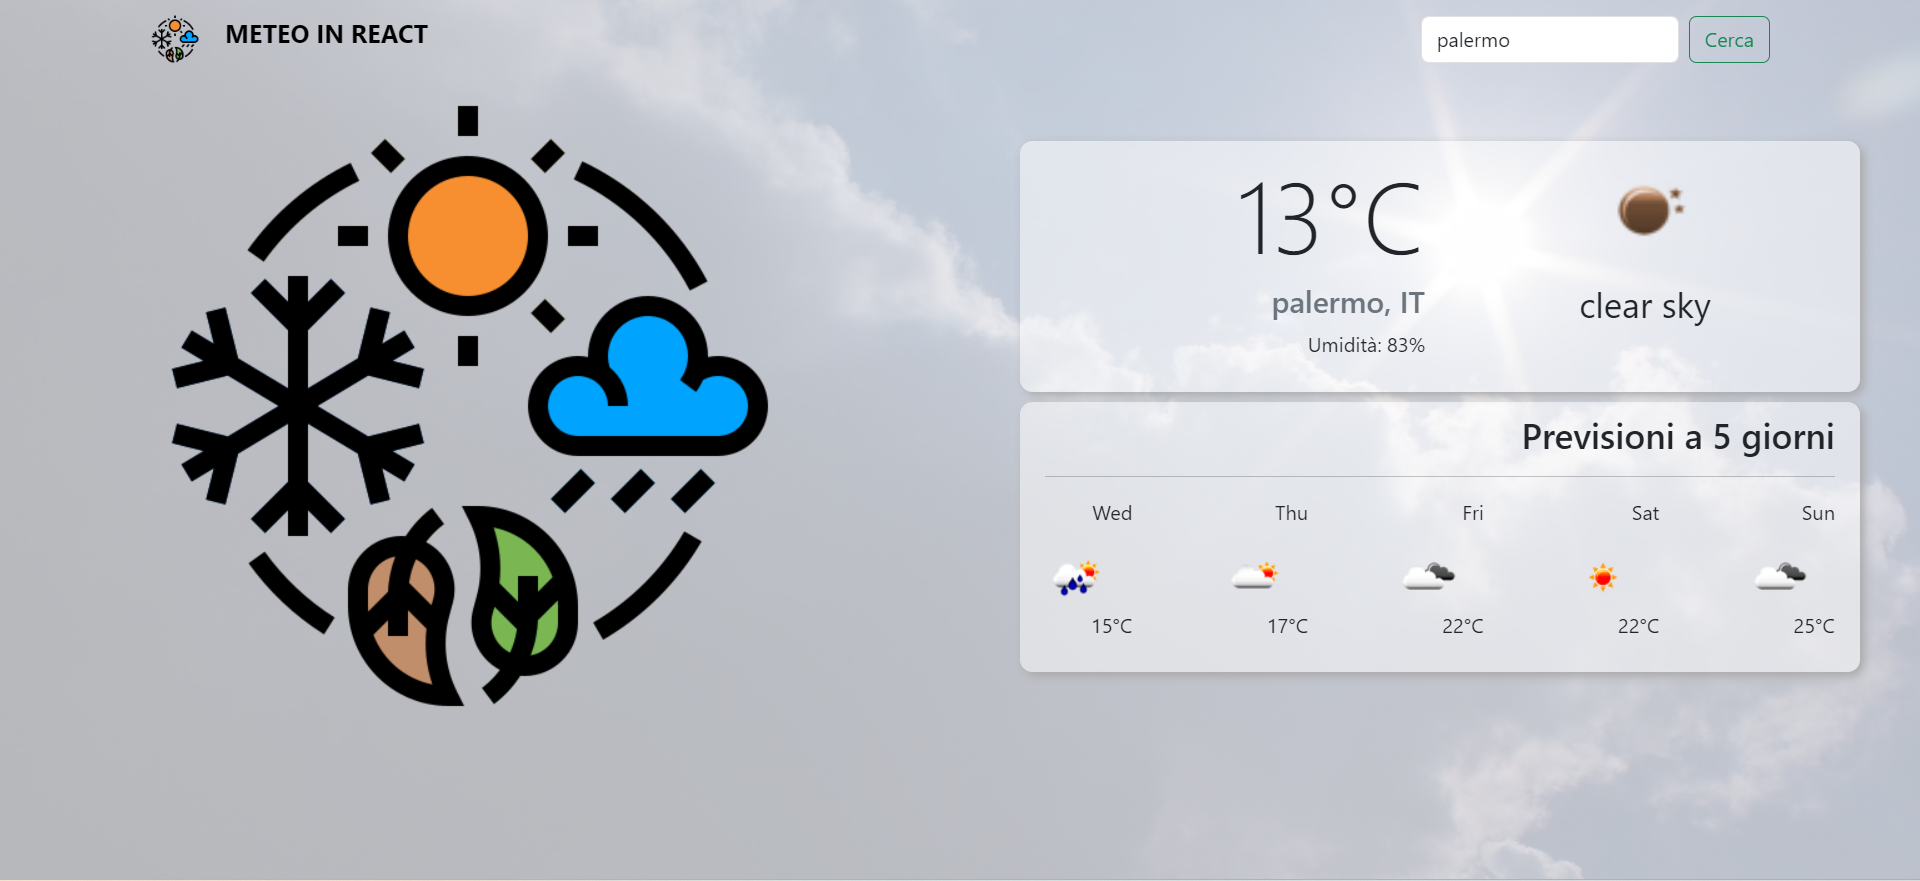 METEO IN REACT
palermo
Cerca
13°C
palermo, IT
Umidità: 83%
clear sky
Previsioni a 5 giorni
Wed Thu Fri Sat Sun
15°C 17°C 22°C 22°C 25°C